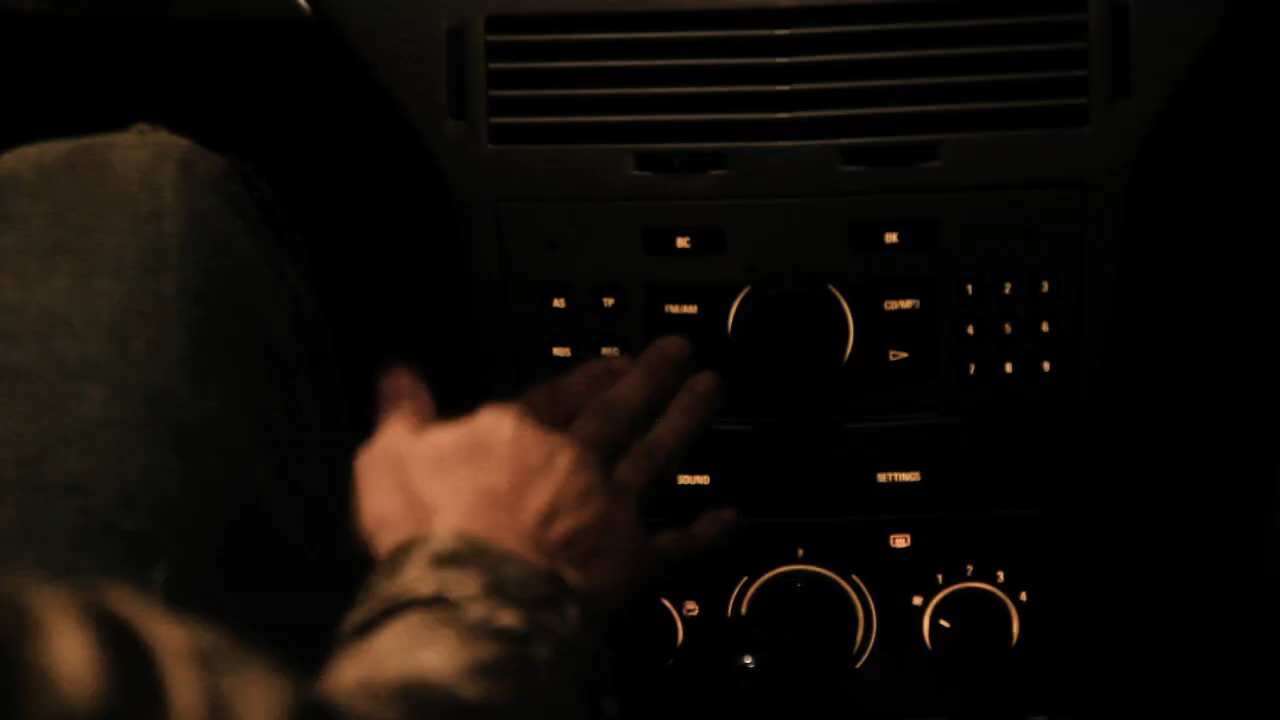 BC OK
AS TP FM/AM CD/MP3 1 2 3
RDS REG 4 5 6
7 8 9
SOUND SETTINGS
1 2 3 4